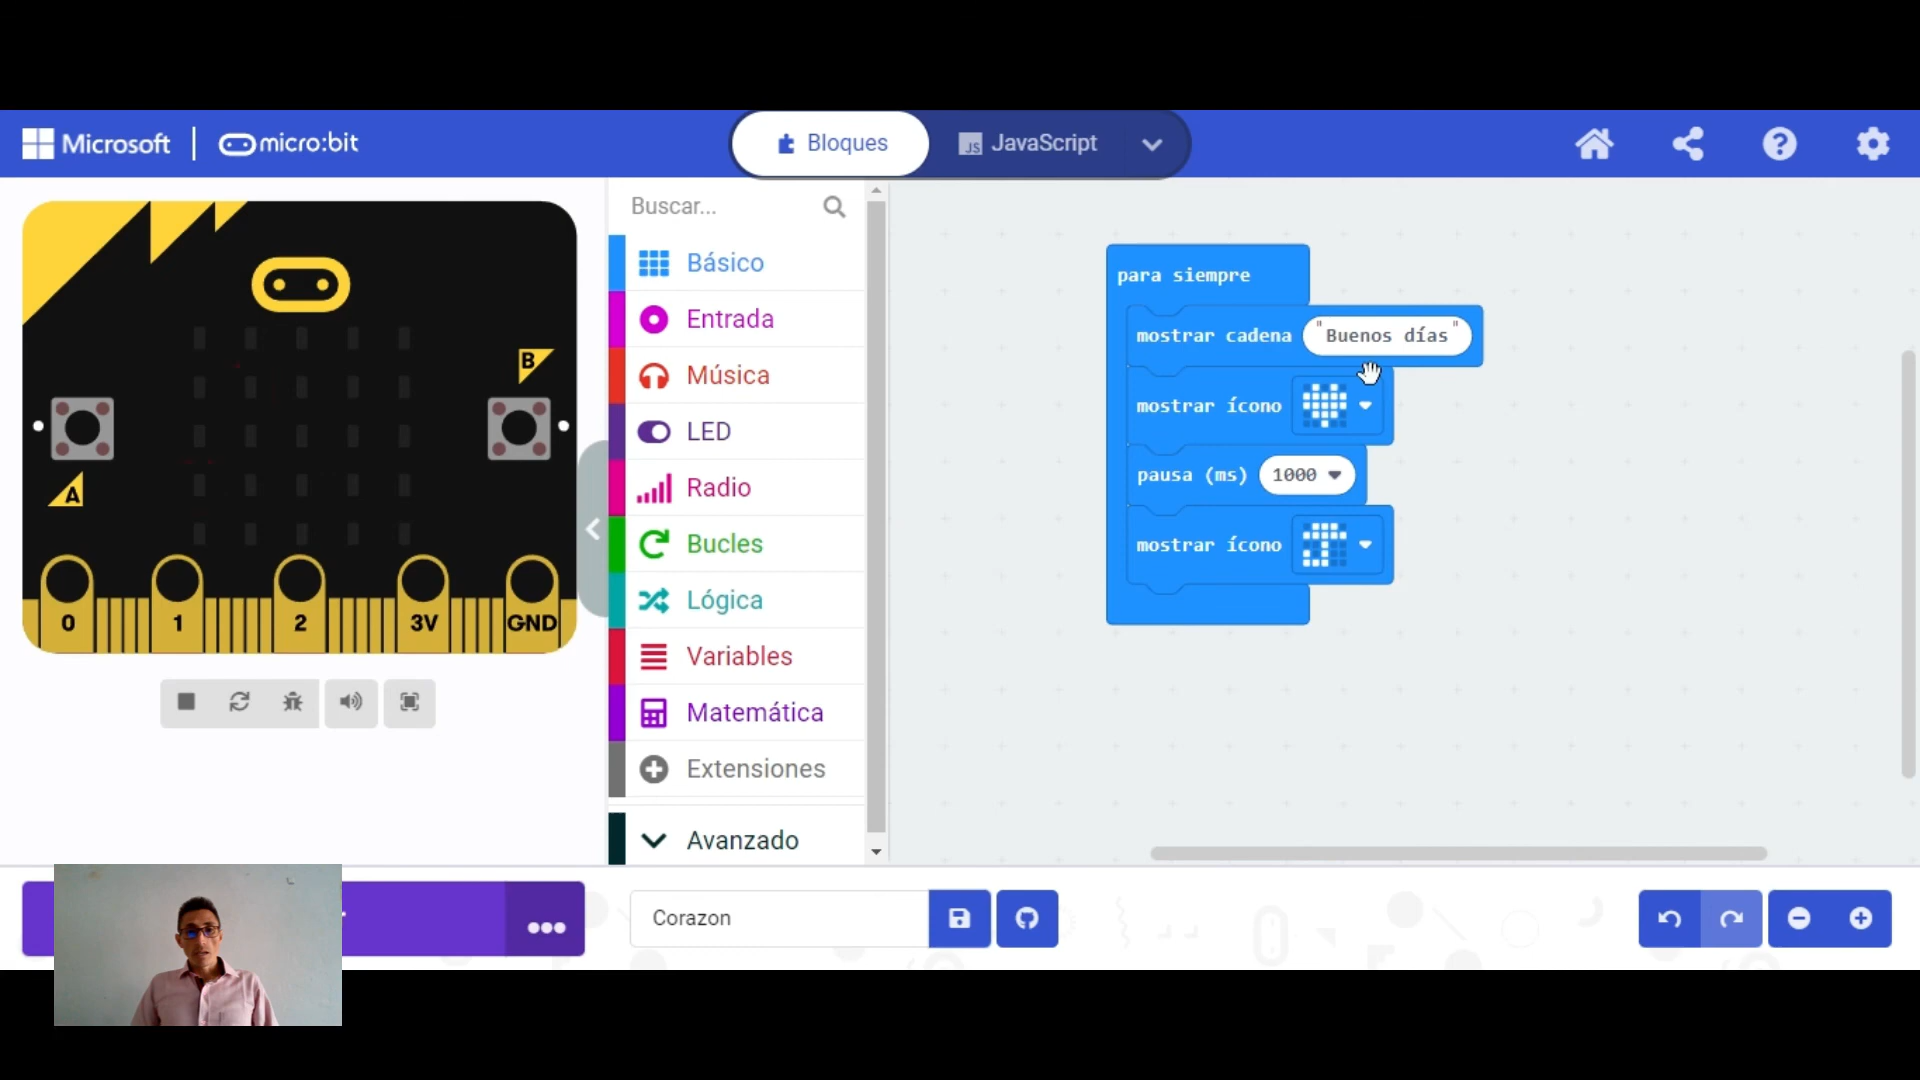 Microsoft | micro:bit
Bloques
JS JavaScript
Buscar...
Básico
Entrada
Música
LED
Radio
Bucles
Lógica
Variables
Matemática
Extensiones
Avanzado
B
A
0 1 2 3V GND
para siempre
mostrar cadena "Buenos días"
mostrar ícono
pausa (ms) 1000
mostrar ícono
Corazon